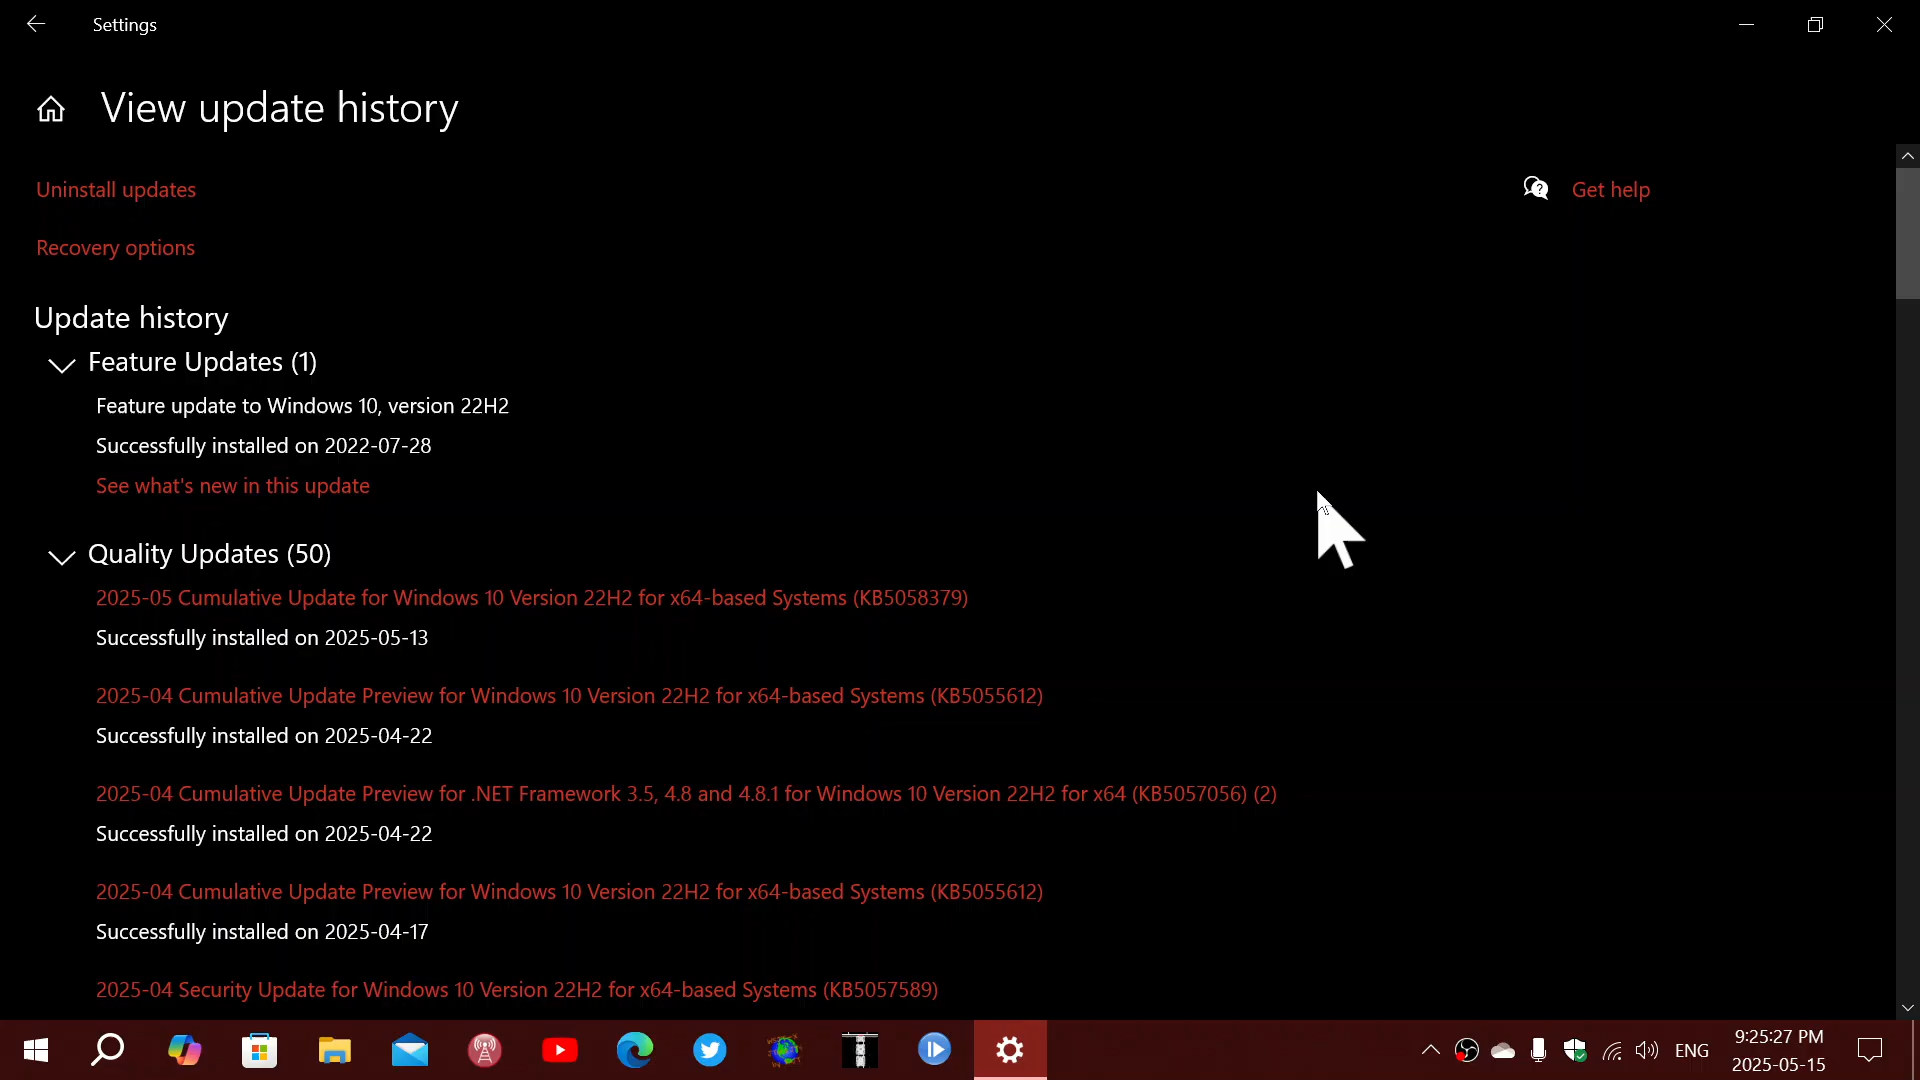 Settings
View update history
Uninstall updates
Get help
Recovery options
Update history
Feature Updates (1)
Feature update to Windows 10, version 22H2
Successfully installed on 2022-07-28
See what's new in this update
Quality Updates (50)
2025-05 Cumulative Update for Windows 10 Version 22H2 for x64-based Systems (KB5058379)
Successfully installed on 2025-05-13
2025-04 Cumulative Update Preview for Windows 10 Version 22H2 for x64-based Systems (KB5055612)
Successfully installed on 2025-04-22
2025-04 Cumulative Update Preview for .NET Framework 3.5, 4.8 and 4.8.1 for Windows 10 Version 22H2 for x64 (KB5057056) (2)
Successfully installed on 2025-04-22
2025-04 Cumulative Update Preview for Windows 10 Version 22H2 for x64-based Systems (KB5055612)
Successfully installed on 2025-04-17
2025-04 Security Update for Windows 10 Version 22H2 for x64-based Systems (KB5057589)
ENG
9:25:27 PM
2025-05-15